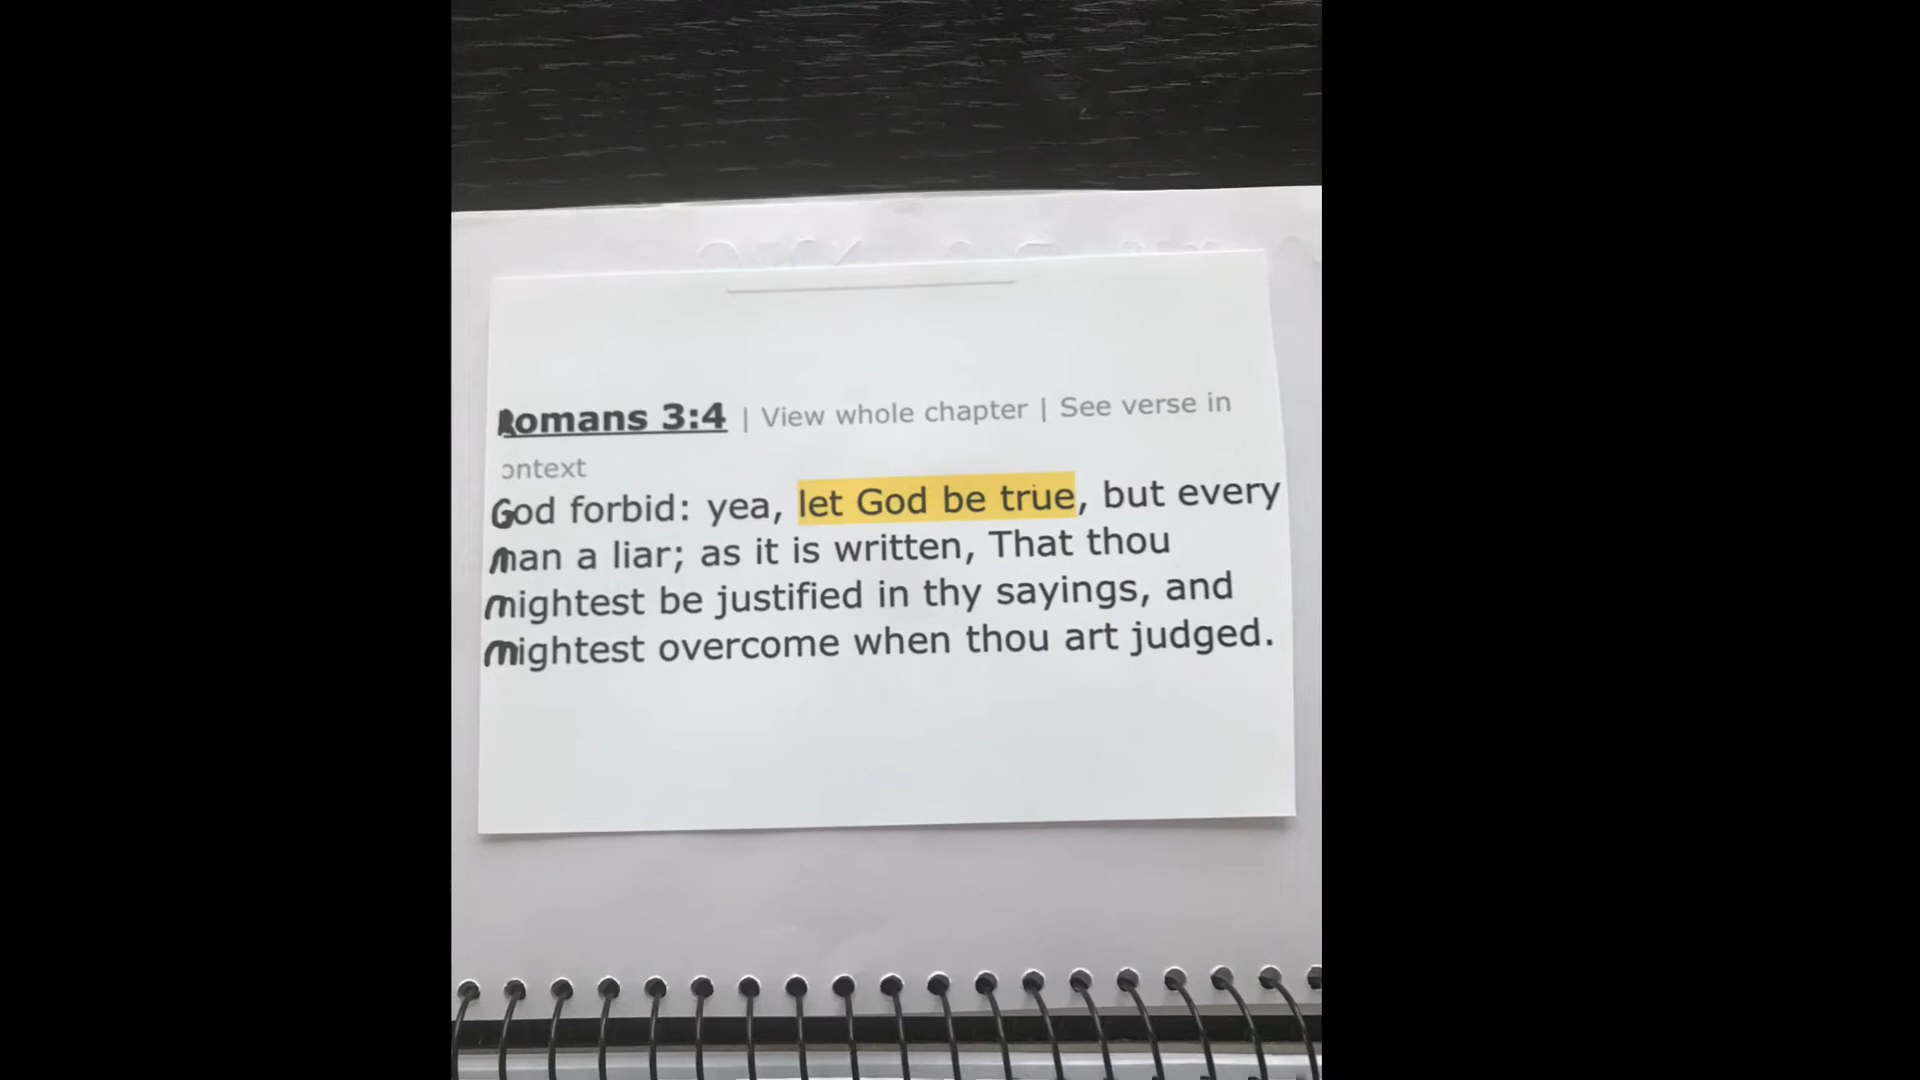 Romans 3:4 | View whole chapter | See verse in
ontext
God forbid: yea, let God be true, but every
man a liar; as it is written, That thou
mightest be justified in thy sayings, and
mightest overcome when thou art judged.